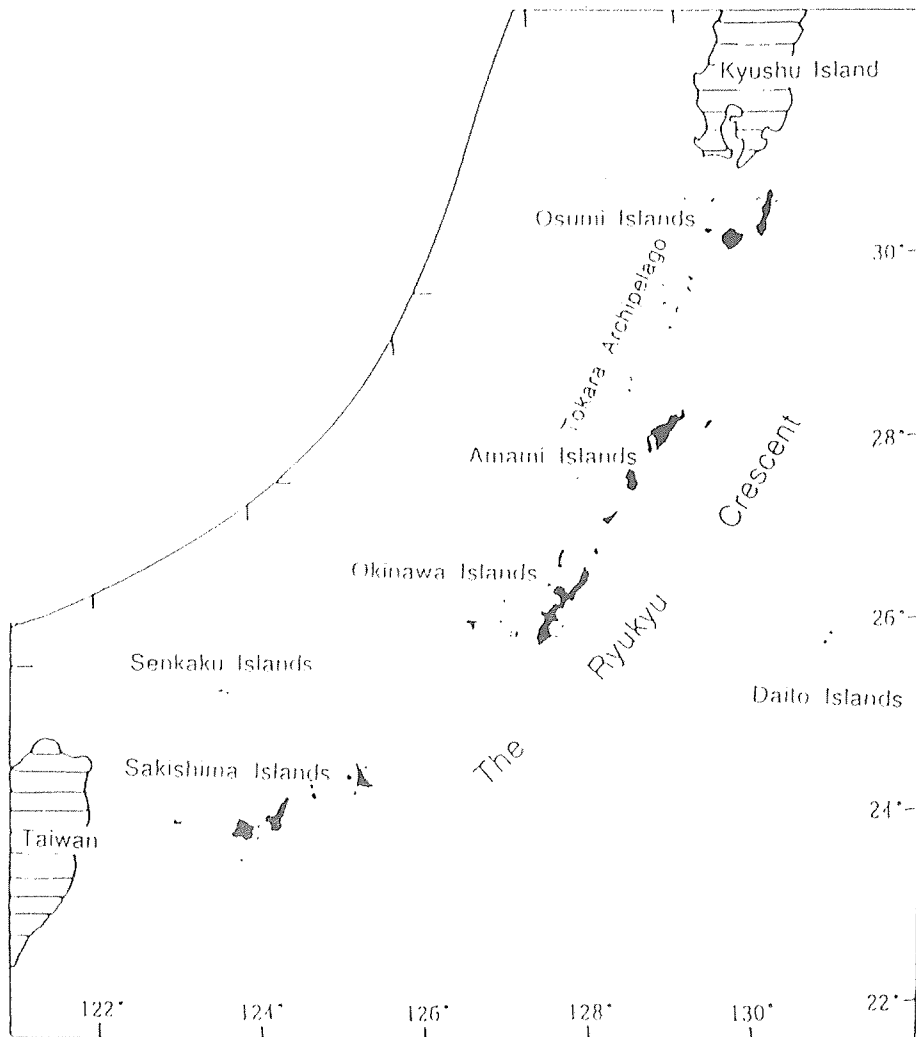 Kyushu Island
Osumi Islands
30°
Tokara Archipelago
28°
Amami Islands
Crescent
Okinawa Islands
26°
Ryukyu
Senkaku Islands
Daito Islands
The
Sakishima Islands
24°
Taiwan
22°
122°
124°
126°
128°
130°